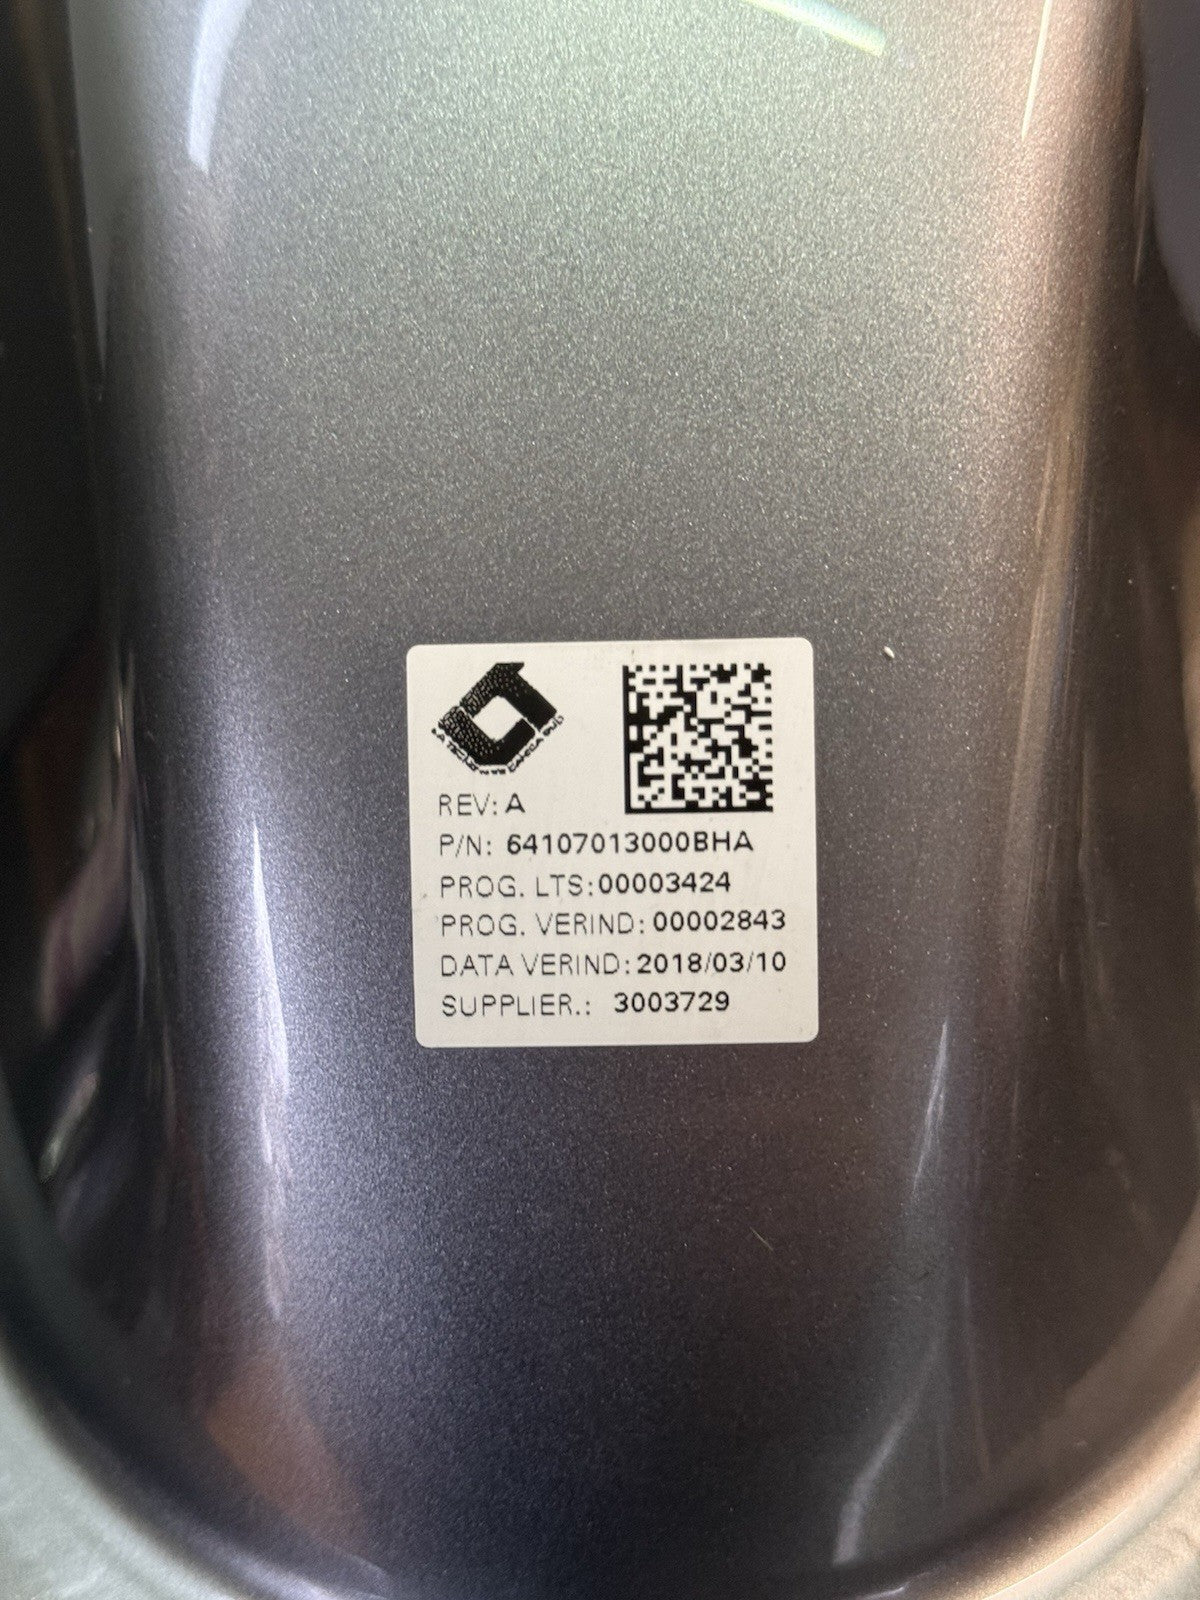 REV: A
P/N: 64107013000BHA
PROG. LTS:00003424
PROG. VERIND: 00002843
DATA VERIND: 2018/03/10
SUPPLIER.: 3003729